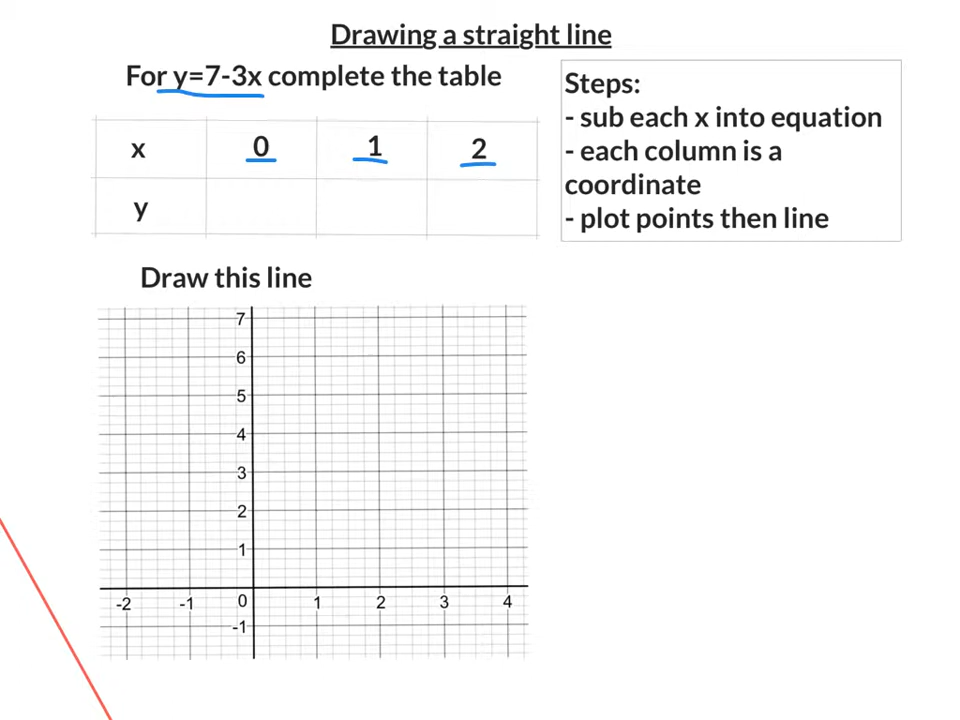 Drawing a straight line
For y=7-3x complete the table
x 0 1 2
y
Steps:
- sub each x into equation
- each column is a
coordinate
- plot points then line
Draw this line
7
6
5
4
3
2
1
-2 -1 0 1 2 3 4
-1